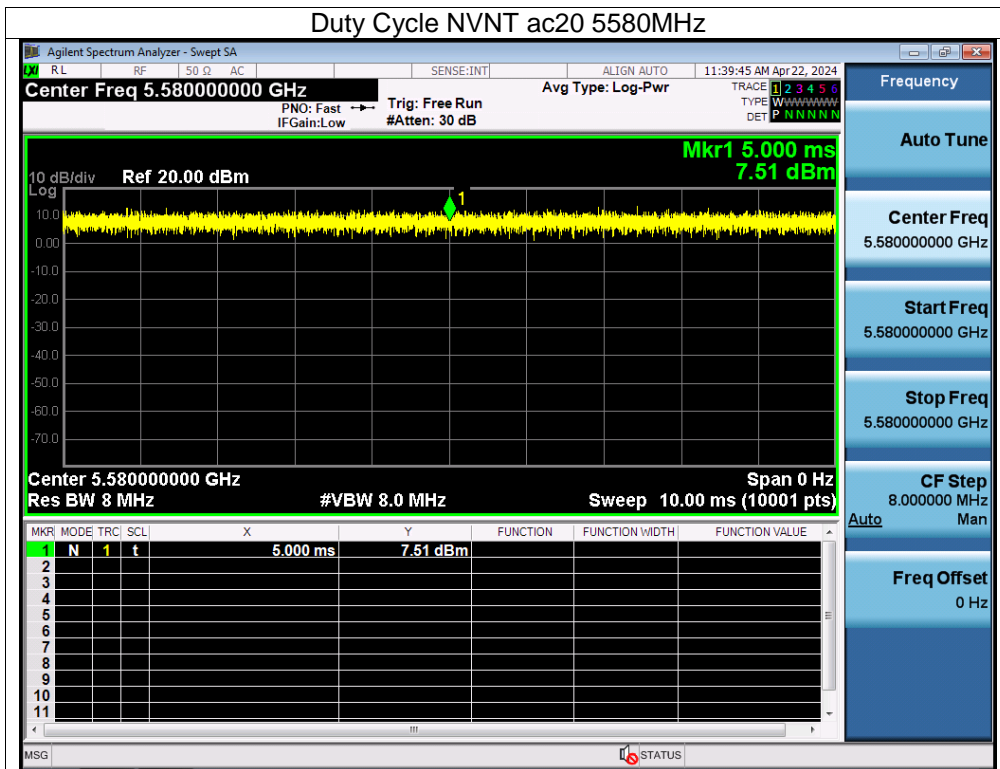 Duty Cycle NVNT ac20 5580MHz
Agilent Spectrum Analyzer - Swept SA
LXI RL RF 50 Ω AC SENSE:INT ALIGN AUTO 11:39:45 AM Apr 22, 2024
Center Freq 5.580000000 GHz Avg Type: Log-Pwr TRACE 1 2 3 4 5 6
PNO: Fast Trig: Free Run TYPE WWWWWW
IFGain:Low #Atten: 30 dB DET P N N N N N
Mkr1 5.000 ms
7.51 dBm
10 dB/div Ref 20.00 dBm
Log
1
10.0
0.00
-10.0
-20.0
-30.0
-40.0
-50.0
-60.0
-70.0
Center 5.580000000 GHz Span 0 Hz
Res BW 8 MHz #VBW 8.0 MHz Sweep 10.00 ms (10001 pts)
MKR MODE TRC SCL X Y FUNCTION FUNCTION WIDTH FUNCTION VALUE
1 N 1 t 5.000 ms 7.51 dBm
2
3
4
5
6
7
8
9
10
11
MSG STATUS
Frequency
Auto Tune
Center Freq
5.580000000 GHz
Start Freq
5.580000000 GHz
Stop Freq
5.580000000 GHz
CF Step
8.000000 MHz
Auto Man
Freq Offset
0 Hz